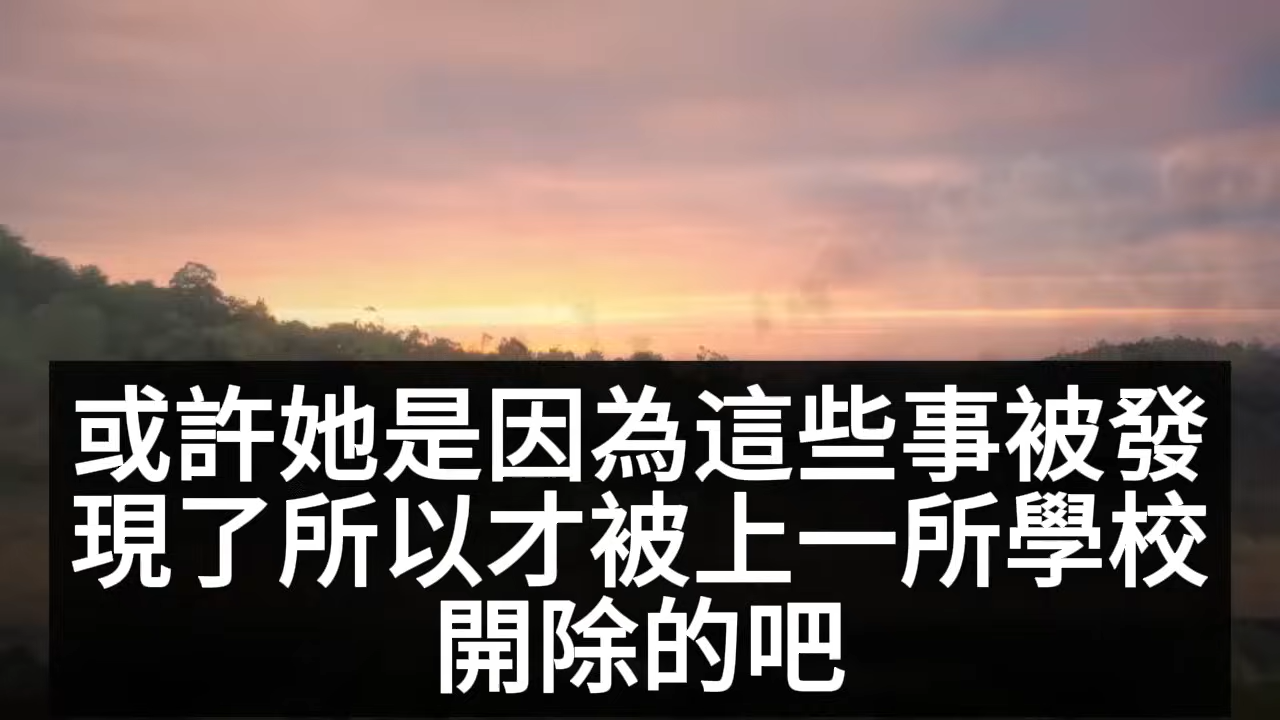 或許她是因為這些事被發
現了所以才被上一所學校
開除的吧